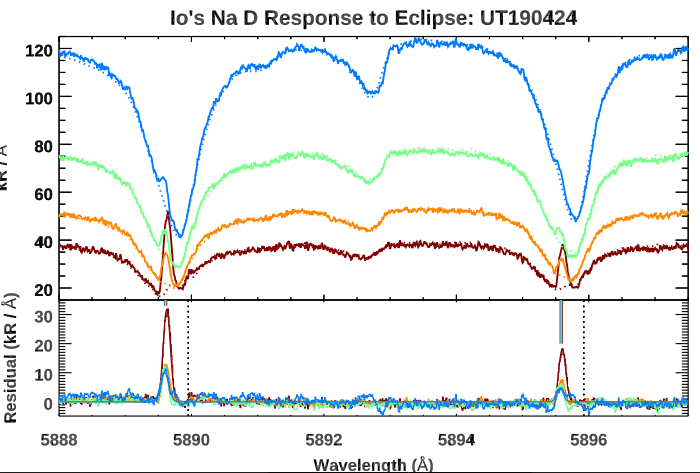 Io's Na D Response to Eclipse: UT190424
120
100
80
60
40
20
kR / Å
30
20
10
0
Residual (kR / Å)
5888 5890 5892 5894 5896
Wavelength (Å)